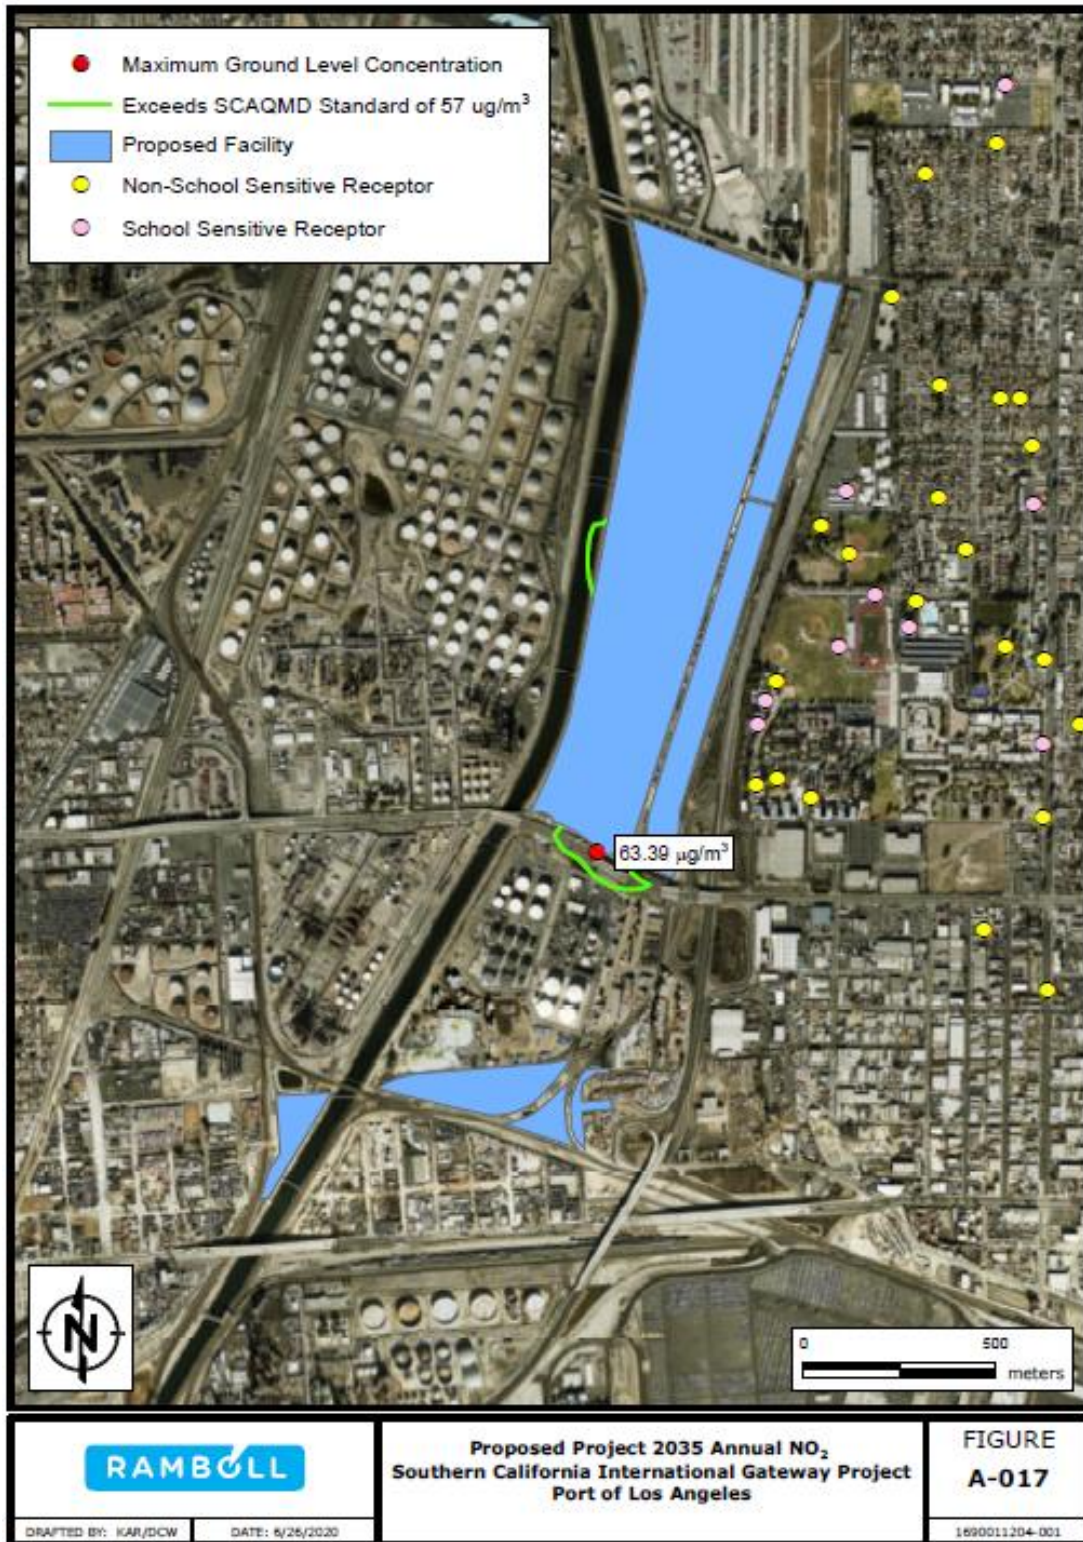 Maximum Ground Level Concentration
Exceeds SCAQMD Standard of 57 ug/m³
Proposed Facility
Non-School Sensitive Receptor
School Sensitive Receptor
63.39 µg/m³
N
0 500
meters
RAMBOLL
DRAFTED BY: KAR/DCW DATE: 6/26/2020
Proposed Project 2035 Annual NO₂
Southern California International Gateway Project
Port of Los Angeles
FIGURE
A-017
1690011204-001